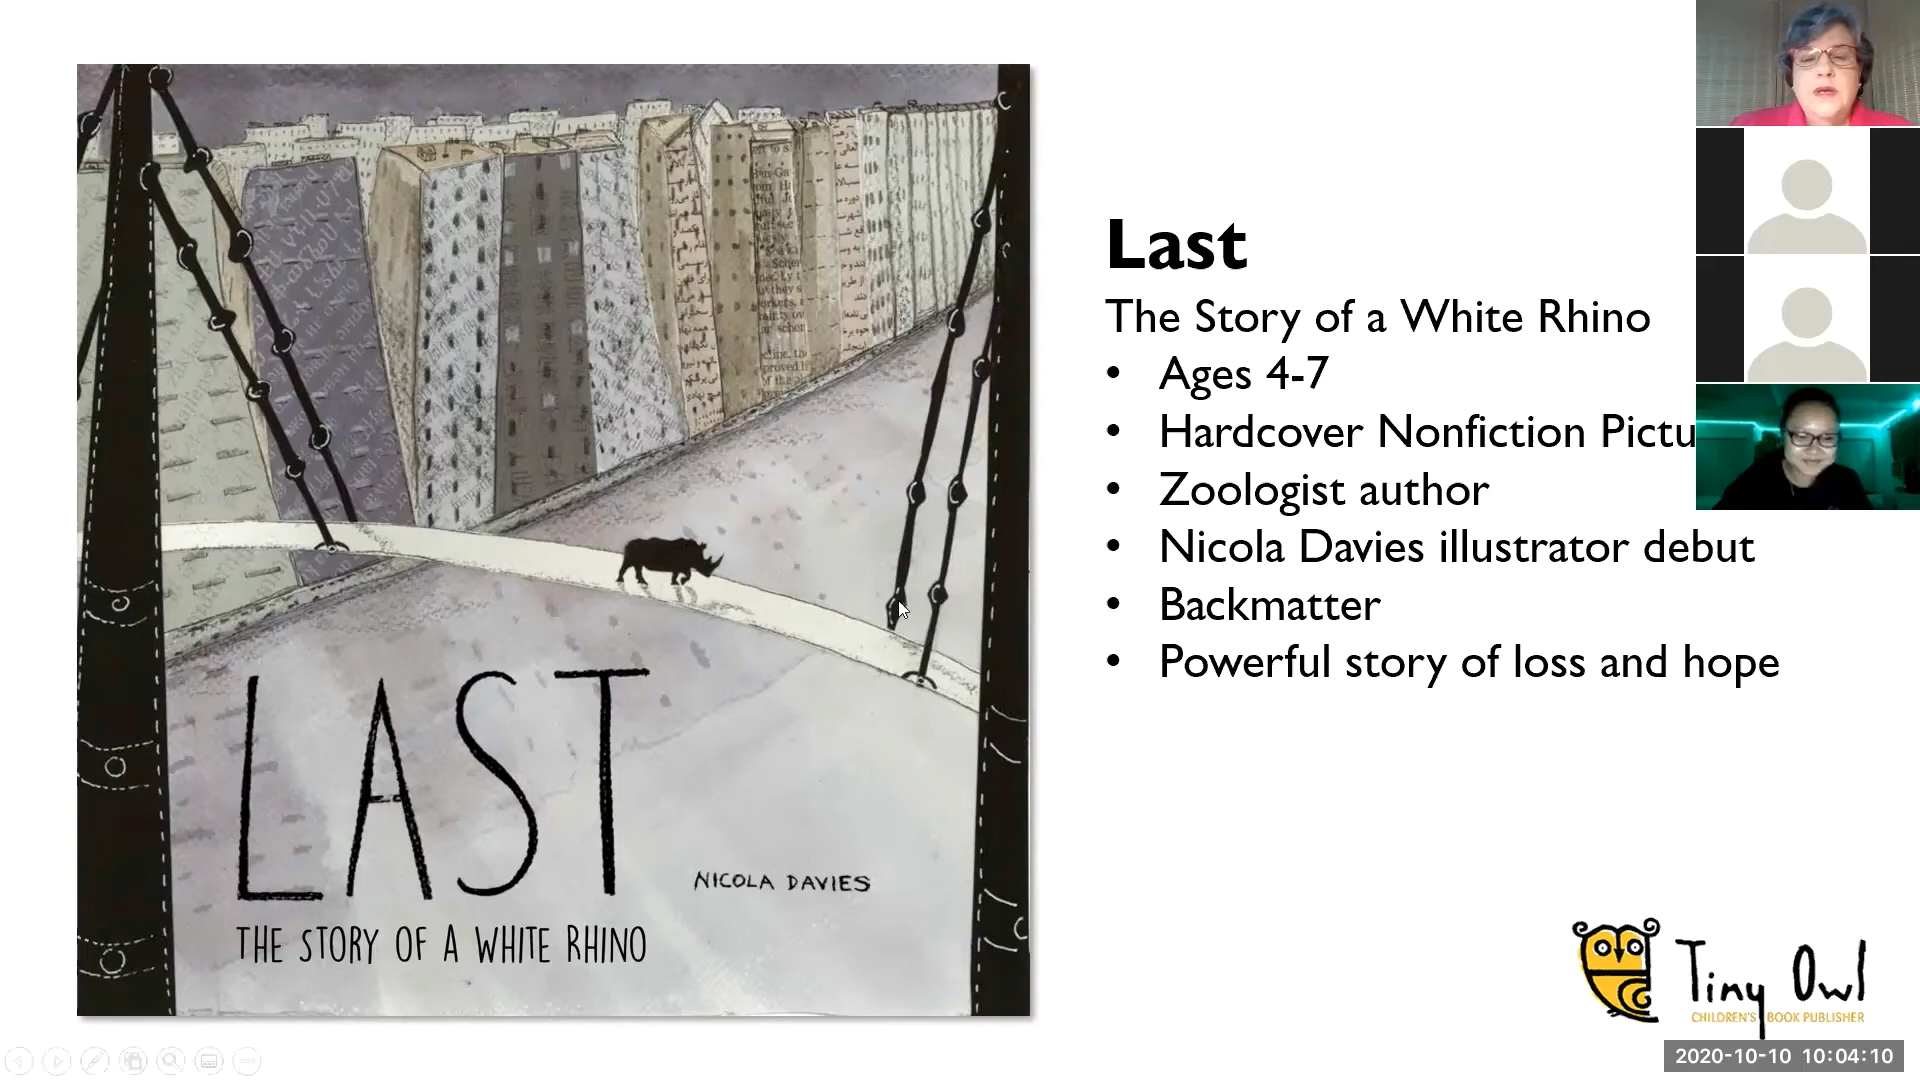 LAST
NICOLA DAVIES
THE STORY OF A WHITE RHINO
Last
The Story of a White Rhino
• Ages 4-7
• Hardcover Nonfiction Pictu
• Zoologist author
• Nicola Davies illustrator debut
• Backmatter
• Powerful story of loss and hope
Tiny Owl
CHILDREN'S BOOK PUBLISHER
2020-10-10 10:04:10